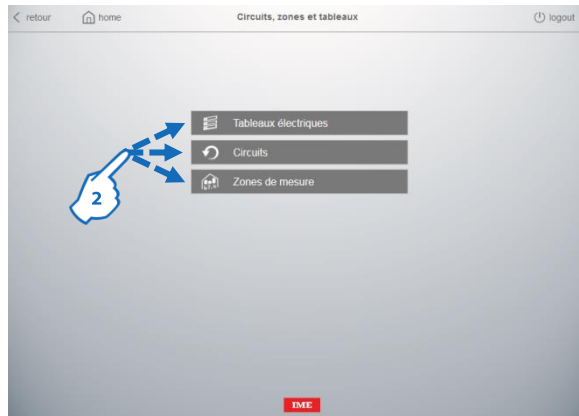 retour home Circuits, zones et tableaux logout
Tableaux électriques
Circuits
Zones de mesure
2
IME